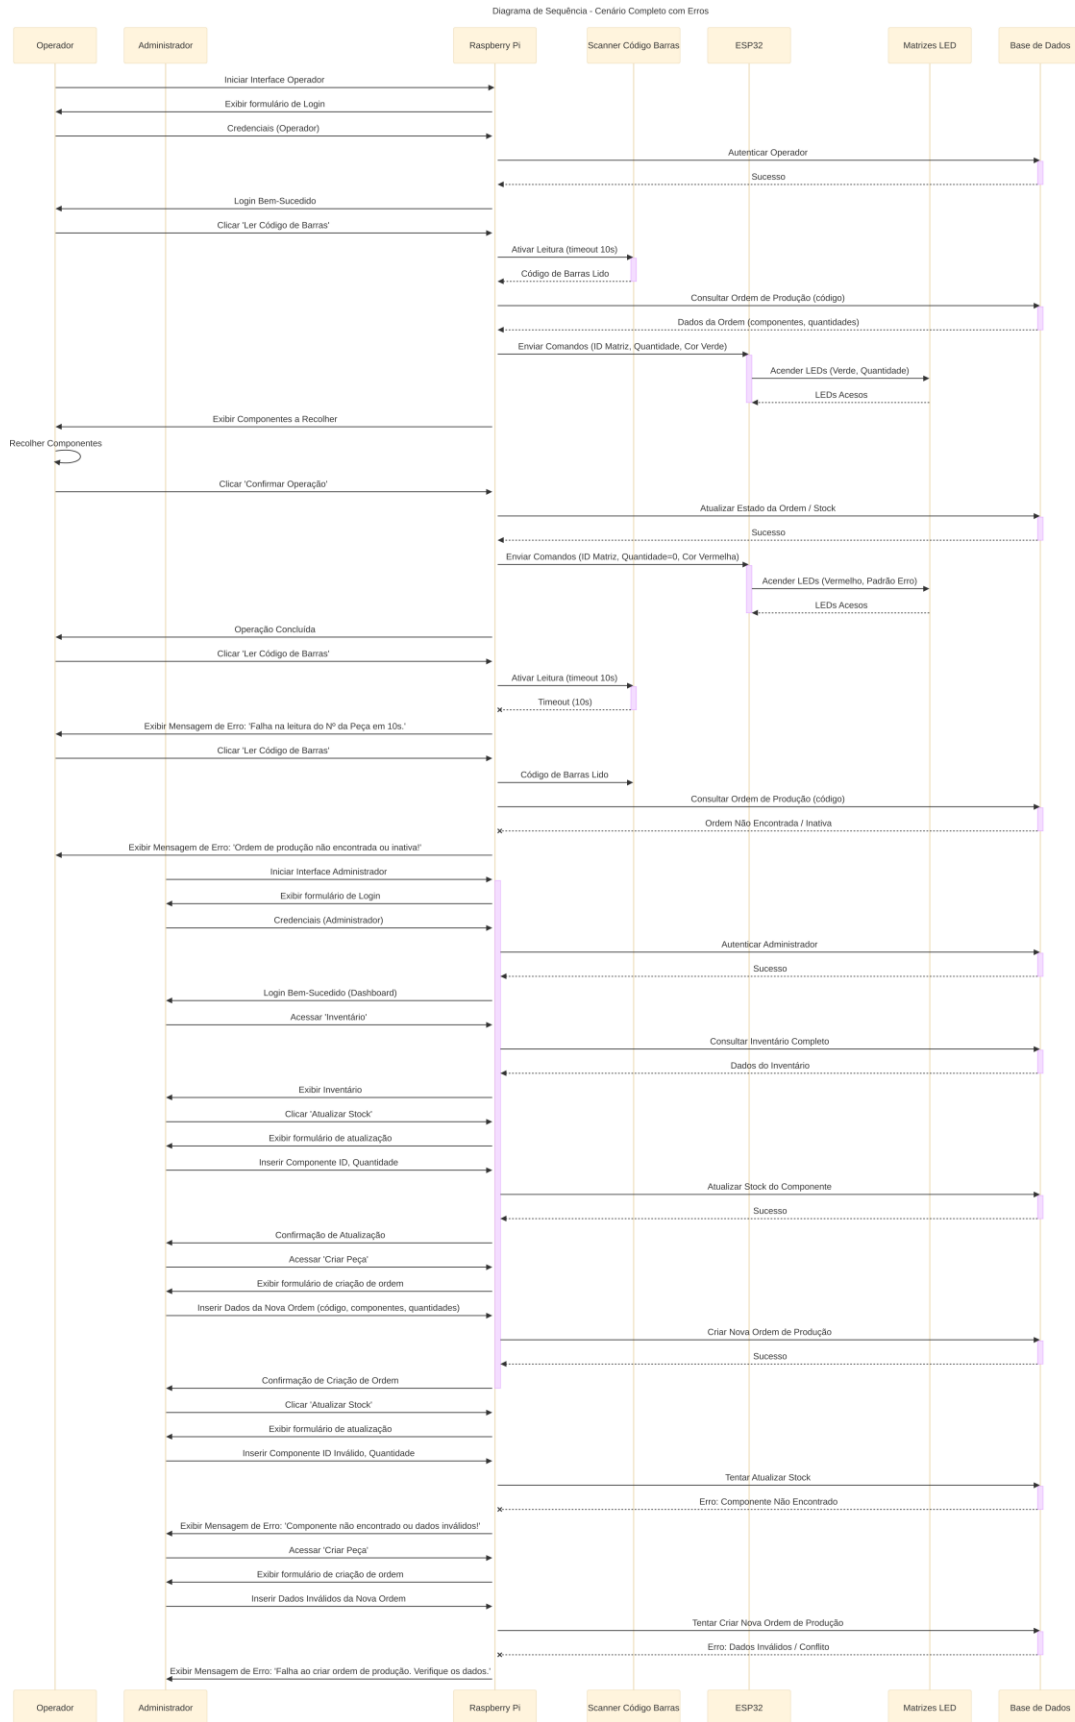 Diagrama de Sequência - Cenário Completo com Erros
Operador
Administrador
Raspberry Pi
Scanner Código Barras
ESP32
Matrizes LED
Base de Dados
Iniciar Interface Operador
Exibir formulário de Login
Credenciais (Operador)
Autenticar Operador
Sucesso
Login Bem-Sucedido
Clicar 'Ler Código de Barras'
Ativar Leitura (timeout 10s)
Código de Barras Lido
Consultar Ordem de Produção (código)
Dados da Ordem (componentes, quantidades)
Enviar Comandos (ID Matriz, Quantidade, Cor Verde)
Acender LEDs (Verde, Quantidade)
LEDs Acesos
Exibir Componentes a Recolher
Recolher Componentes
Clicar 'Confirmar Operação'
Atualizar Estado da Ordem / Stock
Sucesso
Enviar Comandos (ID Matriz, Quantidade=0, Cor Vermelha)
Acender LEDs (Vermelho, Padrão Erro)
LEDs Acesos
Operação Concluída
Clicar 'Ler Código de Barras'
Ativar Leitura (timeout 10s)
Timeout (10s)
Exibir Mensagem de Erro: 'Falha na leitura do Nº da Peça em 10s.'
Clicar 'Ler Código de Barras'
Código de Barras Lido
Consultar Ordem de Produção (código)
Ordem Não Encontrada / Inativa
Exibir Mensagem de Erro: 'Ordem de produção não encontrada ou inativa!'
Iniciar Interface Administrador
Exibir formulário de Login
Credenciais (Administrador)
Autenticar Administrador
Sucesso
Login Bem-Sucedido (Dashboard)
Acessar 'Inventário'
Consultar Inventário Completo
Dados do Inventário
Exibir Inventário
Clicar 'Atualizar Stock'
Exibir formulário de atualização
Inserir Componente ID, Quantidade
Atualizar Stock do Componente
Sucesso
Confirmação de Atualização
Acessar 'Criar Peça'
Exibir formulário de criação de ordem
Inserir Dados da Nova Ordem (código, componentes, quantidades)
Criar Nova Ordem de Produção
Sucesso
Confirmação de Criação de Ordem
Clicar 'Atualizar Stock'
Exibir formulário de atualização
Inserir Componente ID Inválido, Quantidade
Tentar Atualizar Stock
Erro: Componente Não Encontrado
Exibir Mensagem de Erro: 'Componente não encontrado ou dados inválidos!'
Acessar 'Criar Peça'
Exibir formulário de criação de ordem
Inserir Dados Inválidos da Nova Ordem
Tentar Criar Nova Ordem de Produção
Erro: Dados Inválidos / Conflito
Exibir Mensagem de Erro: 'Falha ao criar ordem de produção. Verifique os dados.'
Operador
Administrador
Raspberry Pi
Scanner Código Barras
ESP32
Matrizes LED
Base de Dados